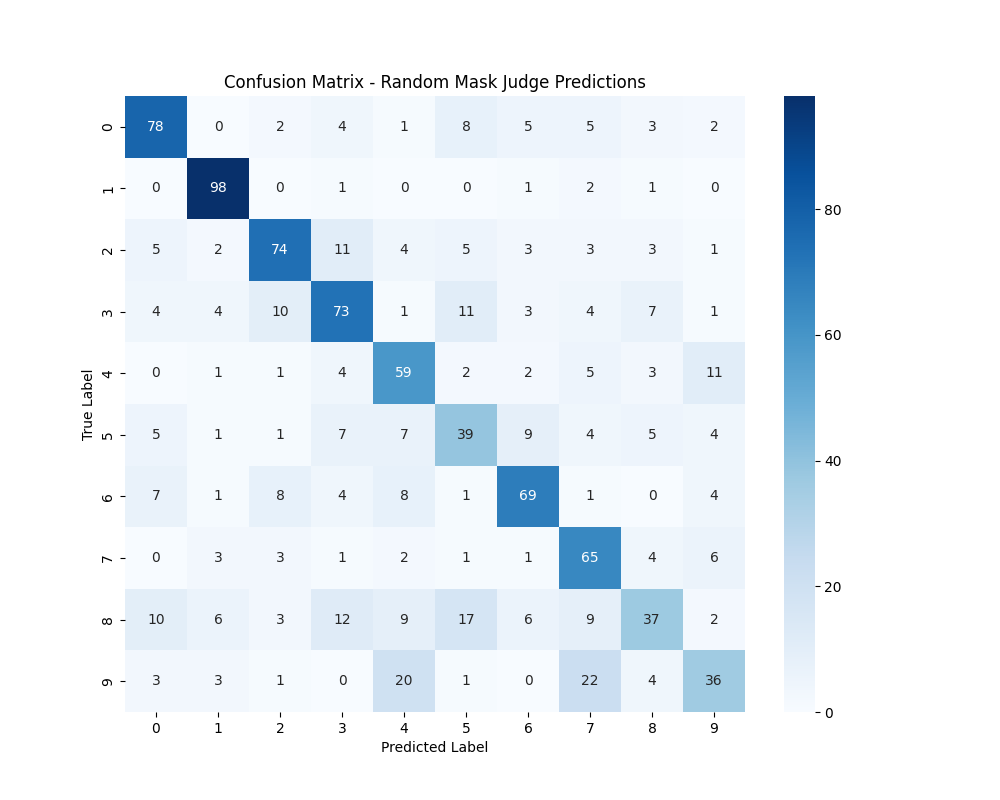 Confusion Matrix - Random Mask Judge Predictions
0 78 0 2 4 1 8 5 5 3 2
1 0 98 0 1 0 0 1 2 1 0
2 5 2 74 11 4 5 3 3 3 1
3 4 4 10 73 1 11 3 4 7 1
4 0 1 1 4 59 2 2 5 3 11
5 5 1 1 7 7 39 9 4 5 4
6 7 1 8 4 8 1 69 1 0 4
7 0 3 3 1 2 1 1 65 4 6
8 10 6 3 12 9 17 6 9 37 2
9 3 3 1 0 20 1 0 22 4 36
0 1 2 3 4 5 6 7 8 9
True Label
Predicted Label
80
60
40
20
0